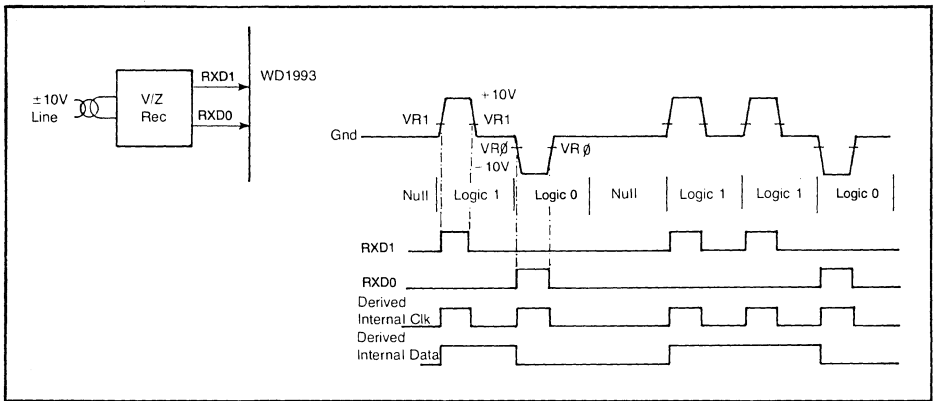 RXD1
WD1993
±10V
Line
V/Z
Rec
RXD0
+10V
VR1
VR1
Gnd
VRØ
VRØ
−10V
Null
Logic 1
Logic 0
Null
Logic 1
Logic 1
Logic 0
RXD1
RXD0
Derived
Internal Clk
Derived
Internal Data